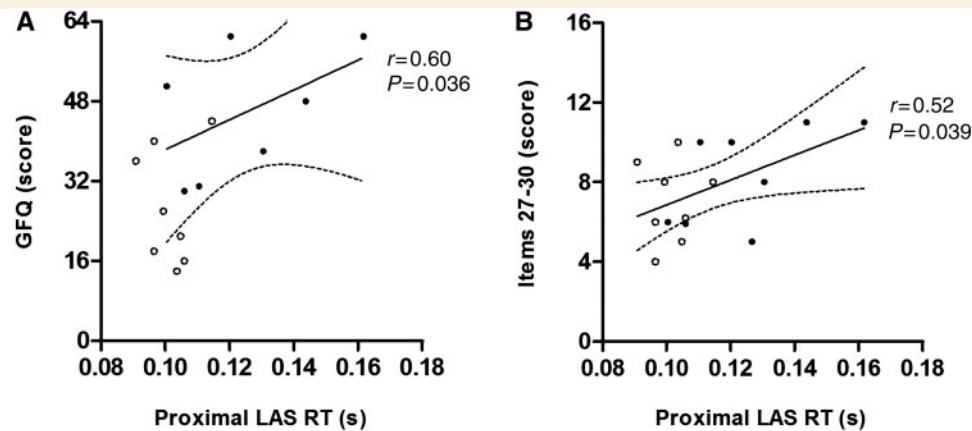 A
GFQ (score)
64
48
32
16
0
0.08 0.10 0.12 0.14 0.16 0.18
Proximal LAS RT (s)
r=0.60
P=0.036
B
Items 27-30 (score)
16
12
8
4
0
0.08 0.10 0.12 0.14 0.16 0.18
Proximal LAS RT (s)
r=0.52
P=0.039